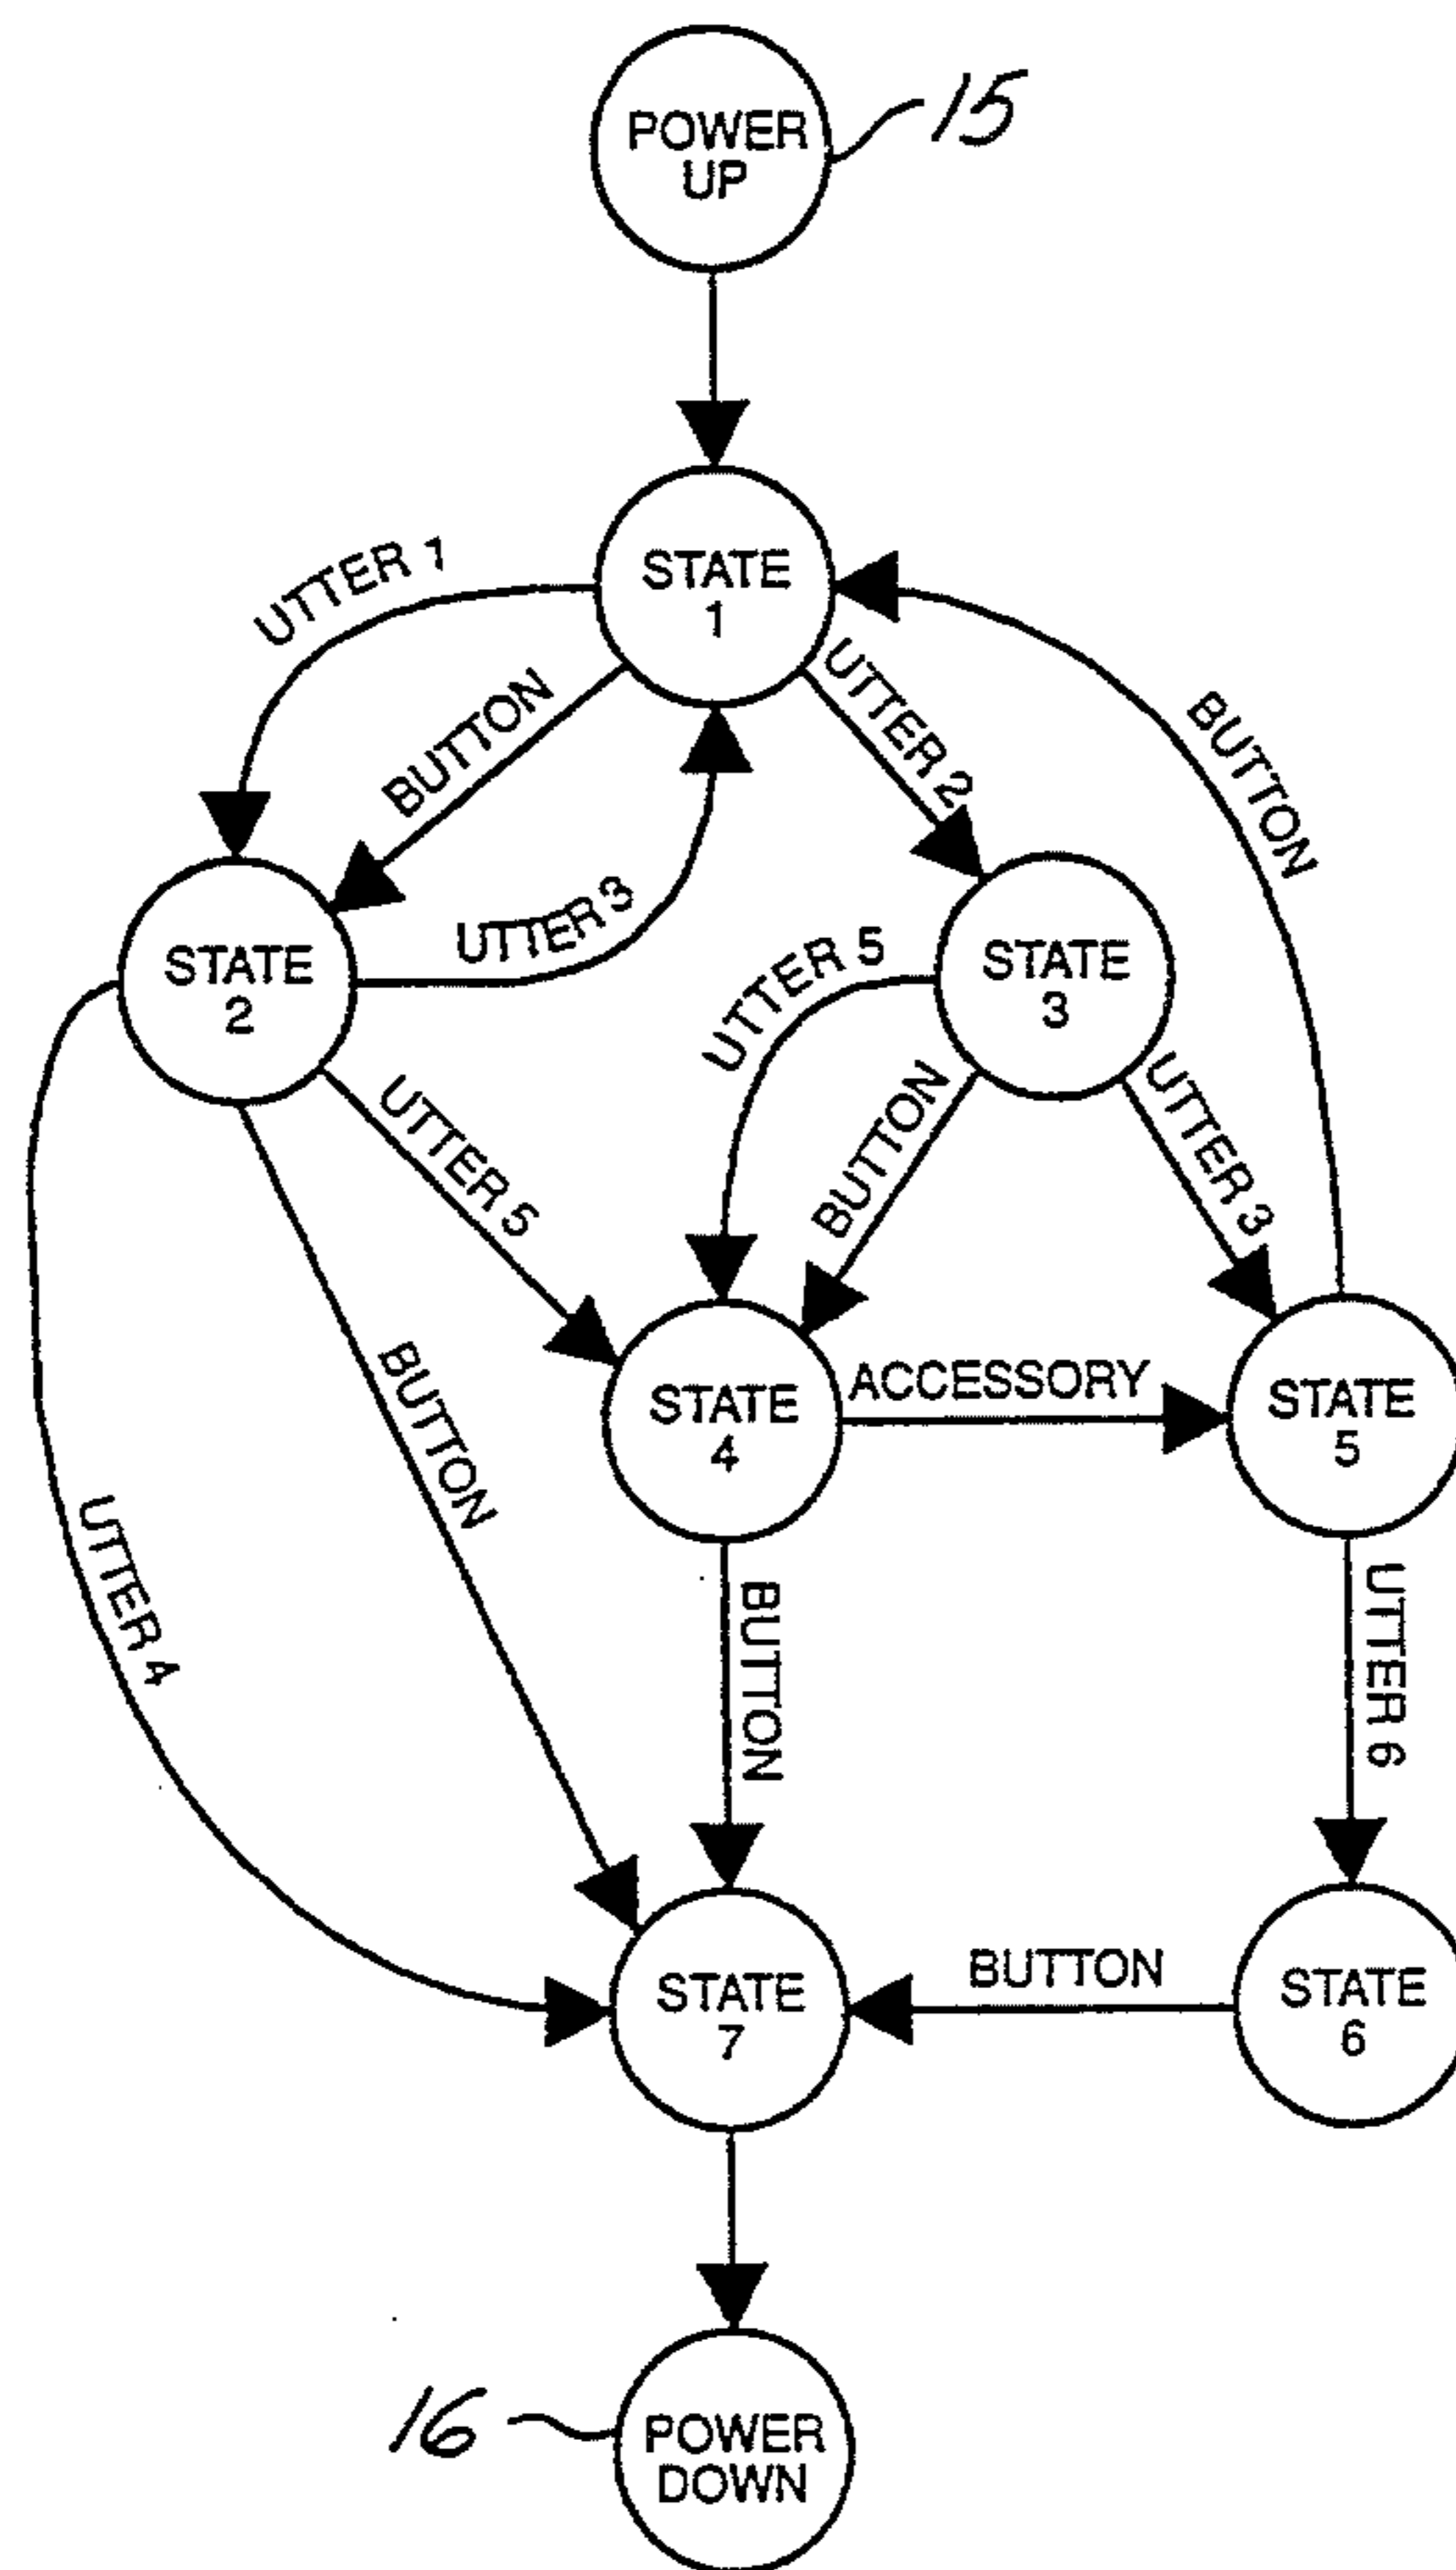 POWER
UP
15
STATE
1
UTTER 1
BUTTON
UTTER 2
BUTTON
UTTER 3
STATE
2
STATE
3
UTTER 5
BUTTON
UTTER 3
UTTER 5
BUTTON
UTTER 4
STATE
4
ACCESSORY
STATE
5
BUTTON
UTTER 6
STATE
7
BUTTON
STATE
6
16
POWER
DOWN